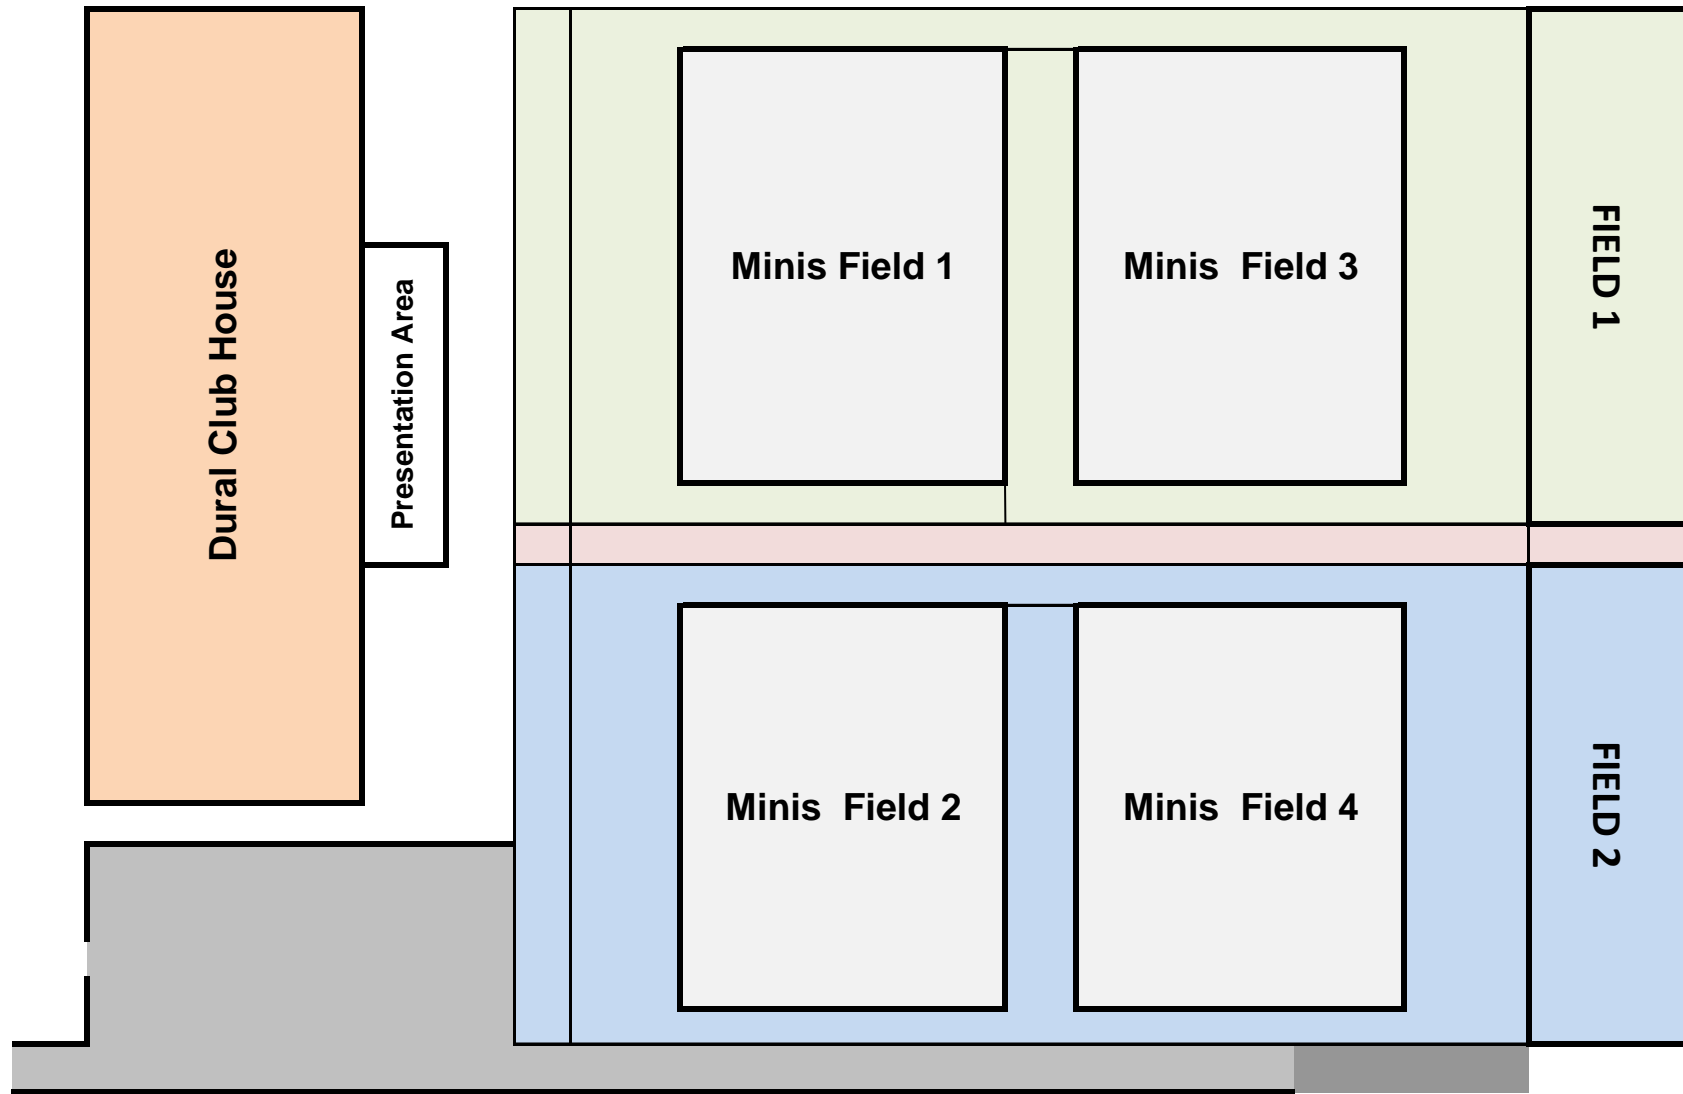 Dural Club House
Presentation Area
Minis Field 1
Minis  Field 3
FIELD 1
Minis  Field 2
Minis  Field 4
FIELD 2